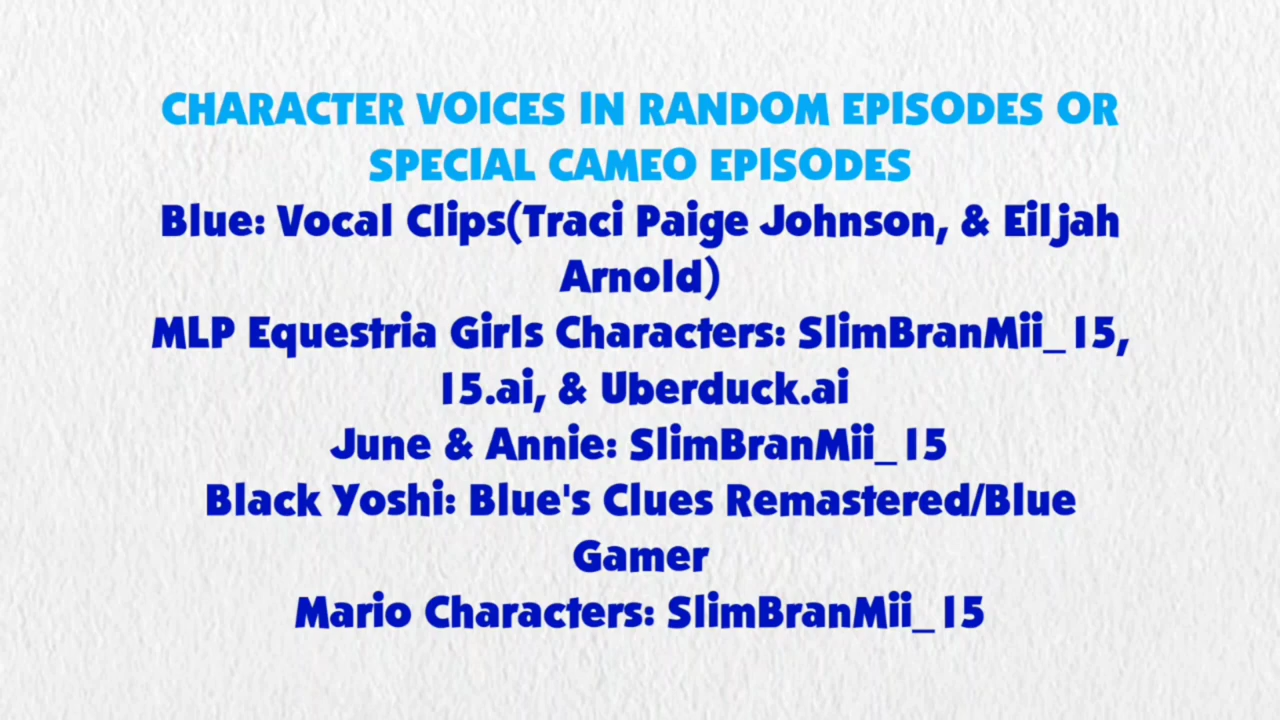 CHARACTER VOICES IN RANDOM EPISODES OR
SPECIAL CAMEO EPISODES
Blue: Vocal Clips(Traci Paige Johnson, & Eiljah
Arnold)
MLP Equestria Girls Characters: SlimBranMii_15,
15.ai, & Uberduck.ai
June & Annie: SlimBranMii_15
Black Yoshi: Blue's Clues Remastered/Blue
Gamer
Mario Characters: SlimBranMii_15